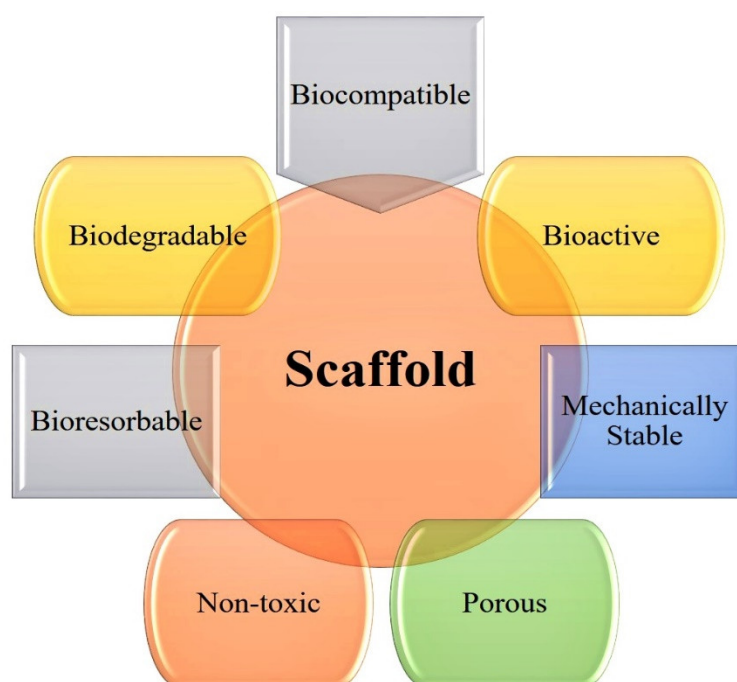 Biocompatible
Biodegradable
Bioactive
Scaffold
Bioresorbable
Mechanically
Stable
Non-toxic
Porous